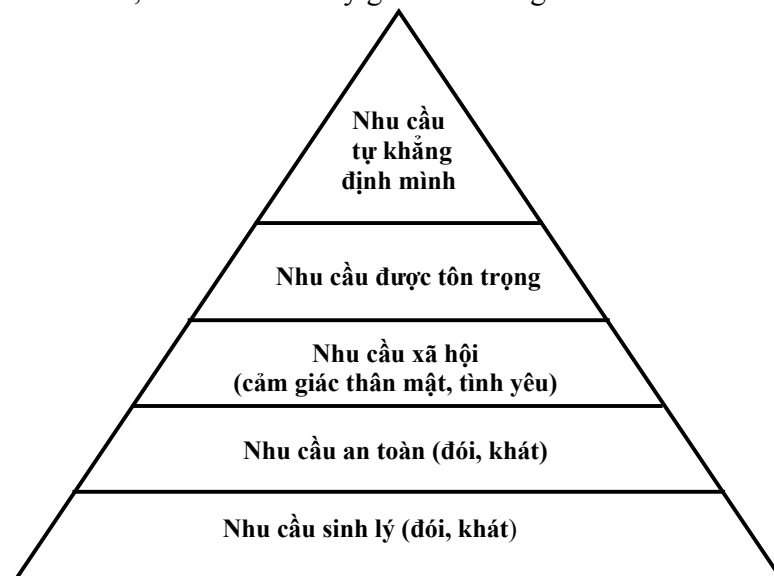 Nhu cầu
tự khẳng
định mình
Nhu cầu được tôn trọng
Nhu cầu xã hội
(cảm giác thân mật, tình yêu)
Nhu cầu an toàn (đói, khát)
Nhu cầu sinh lý (đói, khát)